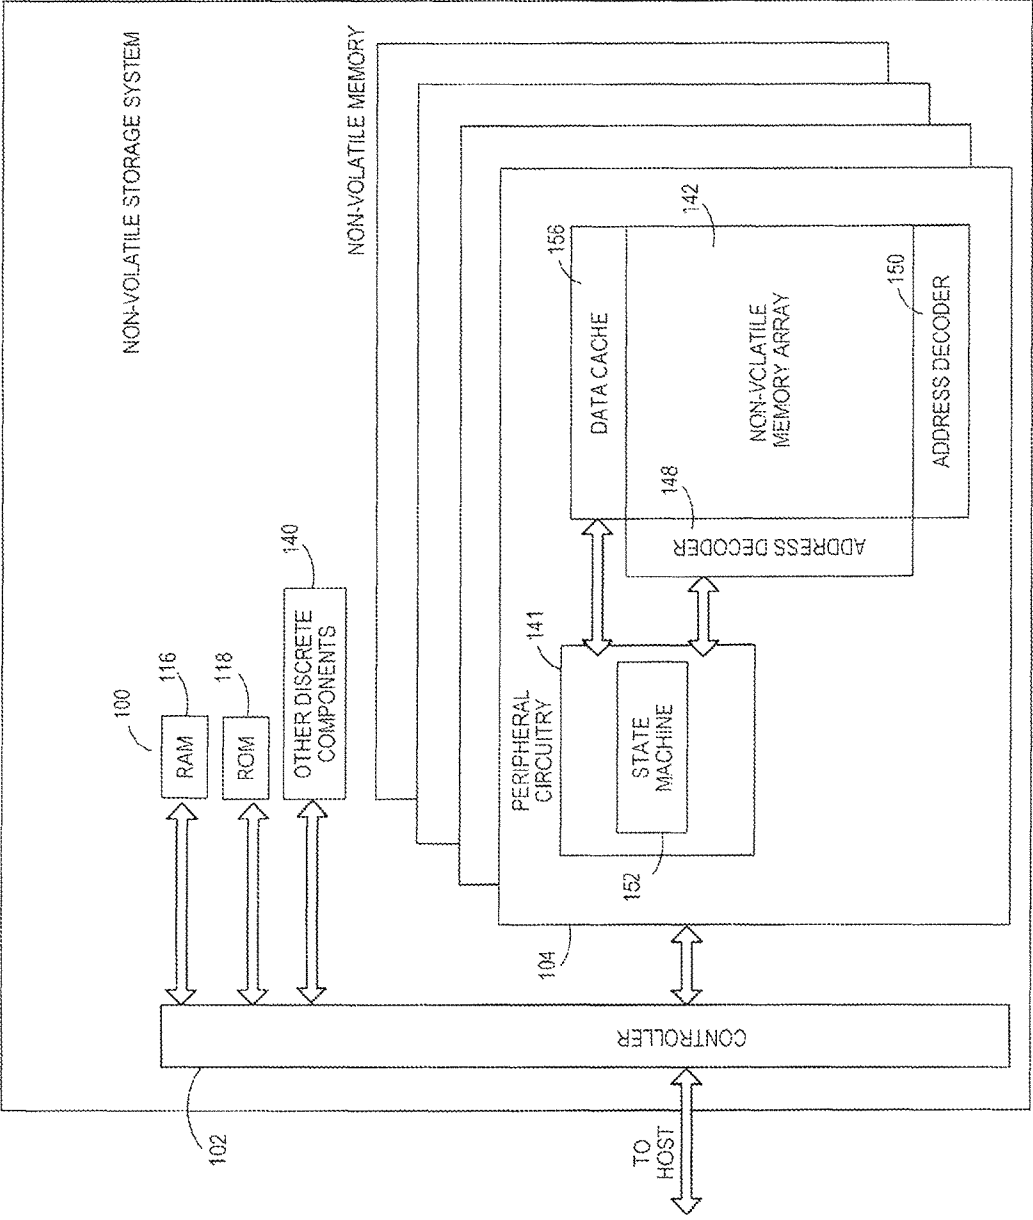 NON-VOLATILE STORAGE SYSTEM
100
RAM
116
ROM
118
OTHER DISCRETE
COMPONENTS
140
NON-VOLATILE MEMORY
CONTROLLER
102
TO
HOST
104
PERIPHERAL
CIRCUITRY
141
STATE
MACHINE
152
DATA CACHE
156
ADDRESS DECODER
148
NON-VCLATILE
MEMORY ARRAY
142
ADDRESS DECODER
150